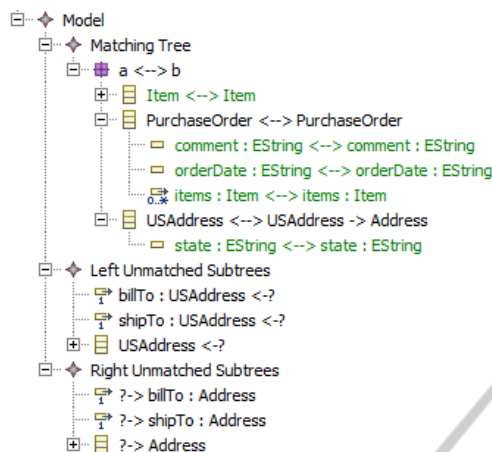 Model
Matching Tree
a <--> b
Item <--> Item
PurchaseOrder <--> PurchaseOrder
comment : EString <--> comment : EString
orderDate : EString <--> orderDate : EString
0..* items : Item <--> items : Item
USAddress <--> USAddress -> Address
state : EString <--> state : EString
Left Unmatched Subtrees
1 billTo : USAddress <-?
1 shipTo : USAddress <-?
USAddress <-?
Right Unmatched Subtrees
1 ?-> billTo : Address
1 ?-> shipTo : Address
?-> Address